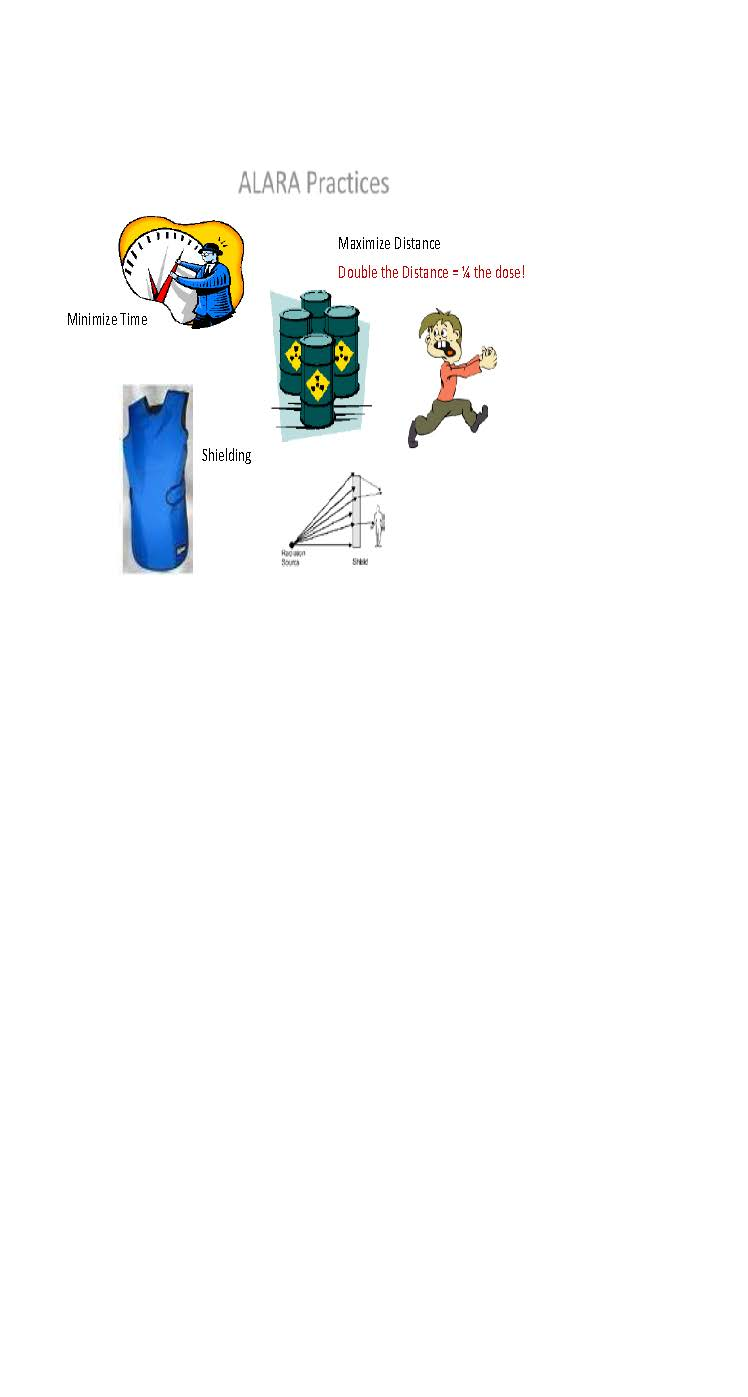 ALARA Practices
Maximize Distance
Double the Distance = ¼ the dose!
Minimize Time
Shielding
Radiation
Source
Shield